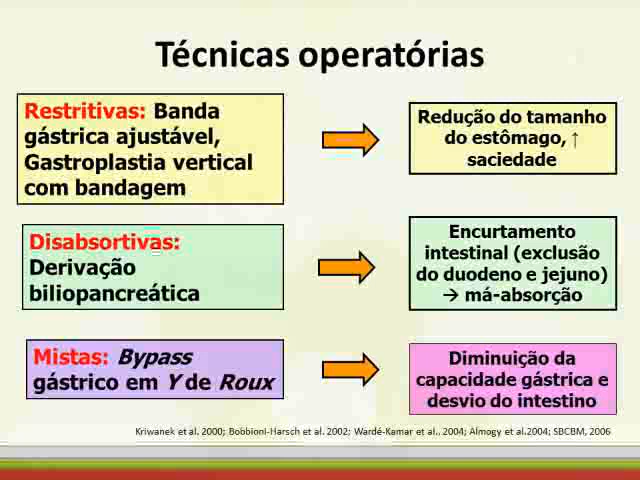 Técnicas operatórias
Restritivas: Banda
gástrica ajustável,
Gastroplastia vertical
com bandagem
Redução do tamanho
do estômago, ↑
saciedade
Disabsortivas:
Derivação
biliopancreática
Encurtamento
intestinal (exclusão
do duodeno e jejuno)
→ má-absorção
Mistas: Bypass
gástrico em Y de Roux
Diminuição da
capacidade gástrica e
desvio do intestino
Kriwanek et al. 2000; Bobbioni-Harsch et al. 2002; Wardé-Kamar et al., 2004; Almogy et al.2004; SBCBM, 2006